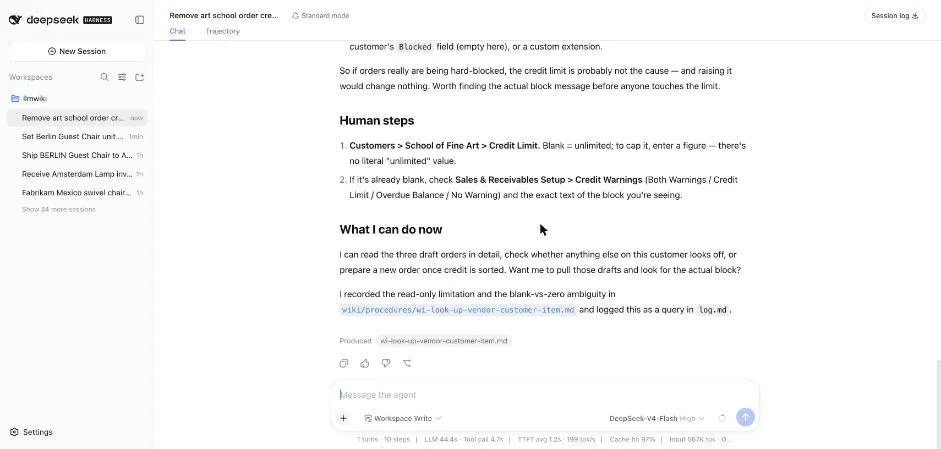 deepseek HARNESS
New Session
Workspaces
llmwiki
Remove art school order cr... now
Set Berlin Guest Chair unit ... 1min
Ship BERLIN Guest Chair to A... 1h
Receive Amsterdam Lamp inv... 1h
Fabrikam Mexico swivel chair... 1h
Show 34 more sessions
Settings
Remove art school order cre... Standard mode
Session log
Chat Trajectory
customer's Blocked field (empty here), or a custom extension.
So if orders really are being hard-blocked, the credit limit is probably not the cause — and raising it
would change nothing. Worth finding the actual block message before anyone touches the limit.
Human steps
1. Customers > School of Fine Art > Credit Limit. Blank = unlimited; to cap it, enter a figure — there's
no literal "unlimited" value.
2. If it's already blank, check Sales & Receivables Setup > Credit Warnings (Both Warnings / Credit
Limit / Overdue Balance / No Warning) and the exact text of the block you're seeing.
What I can do now
I can read the three draft orders in detail, check whether anything else on this customer looks off, or
prepare a new order once credit is sorted. Want me to pull those drafts and look for the actual block?
I recorded the read-only limitation and the blank-vs-zero ambiguity in
wiki/procedures/wi-look-up-vendor-customer-item.md and logged this as a query in log.md.
Produced wi-look-up-vendor-customer-item.md
Message the agent
Workspace Write DeepSeek-V4-Flash High
1 turns · 10 steps | LLM 44.4s · Tool call 4.7s | TTFT avg 1.2s · 199 tok/s | Cache-hit 97% | Input 567K tok · O...